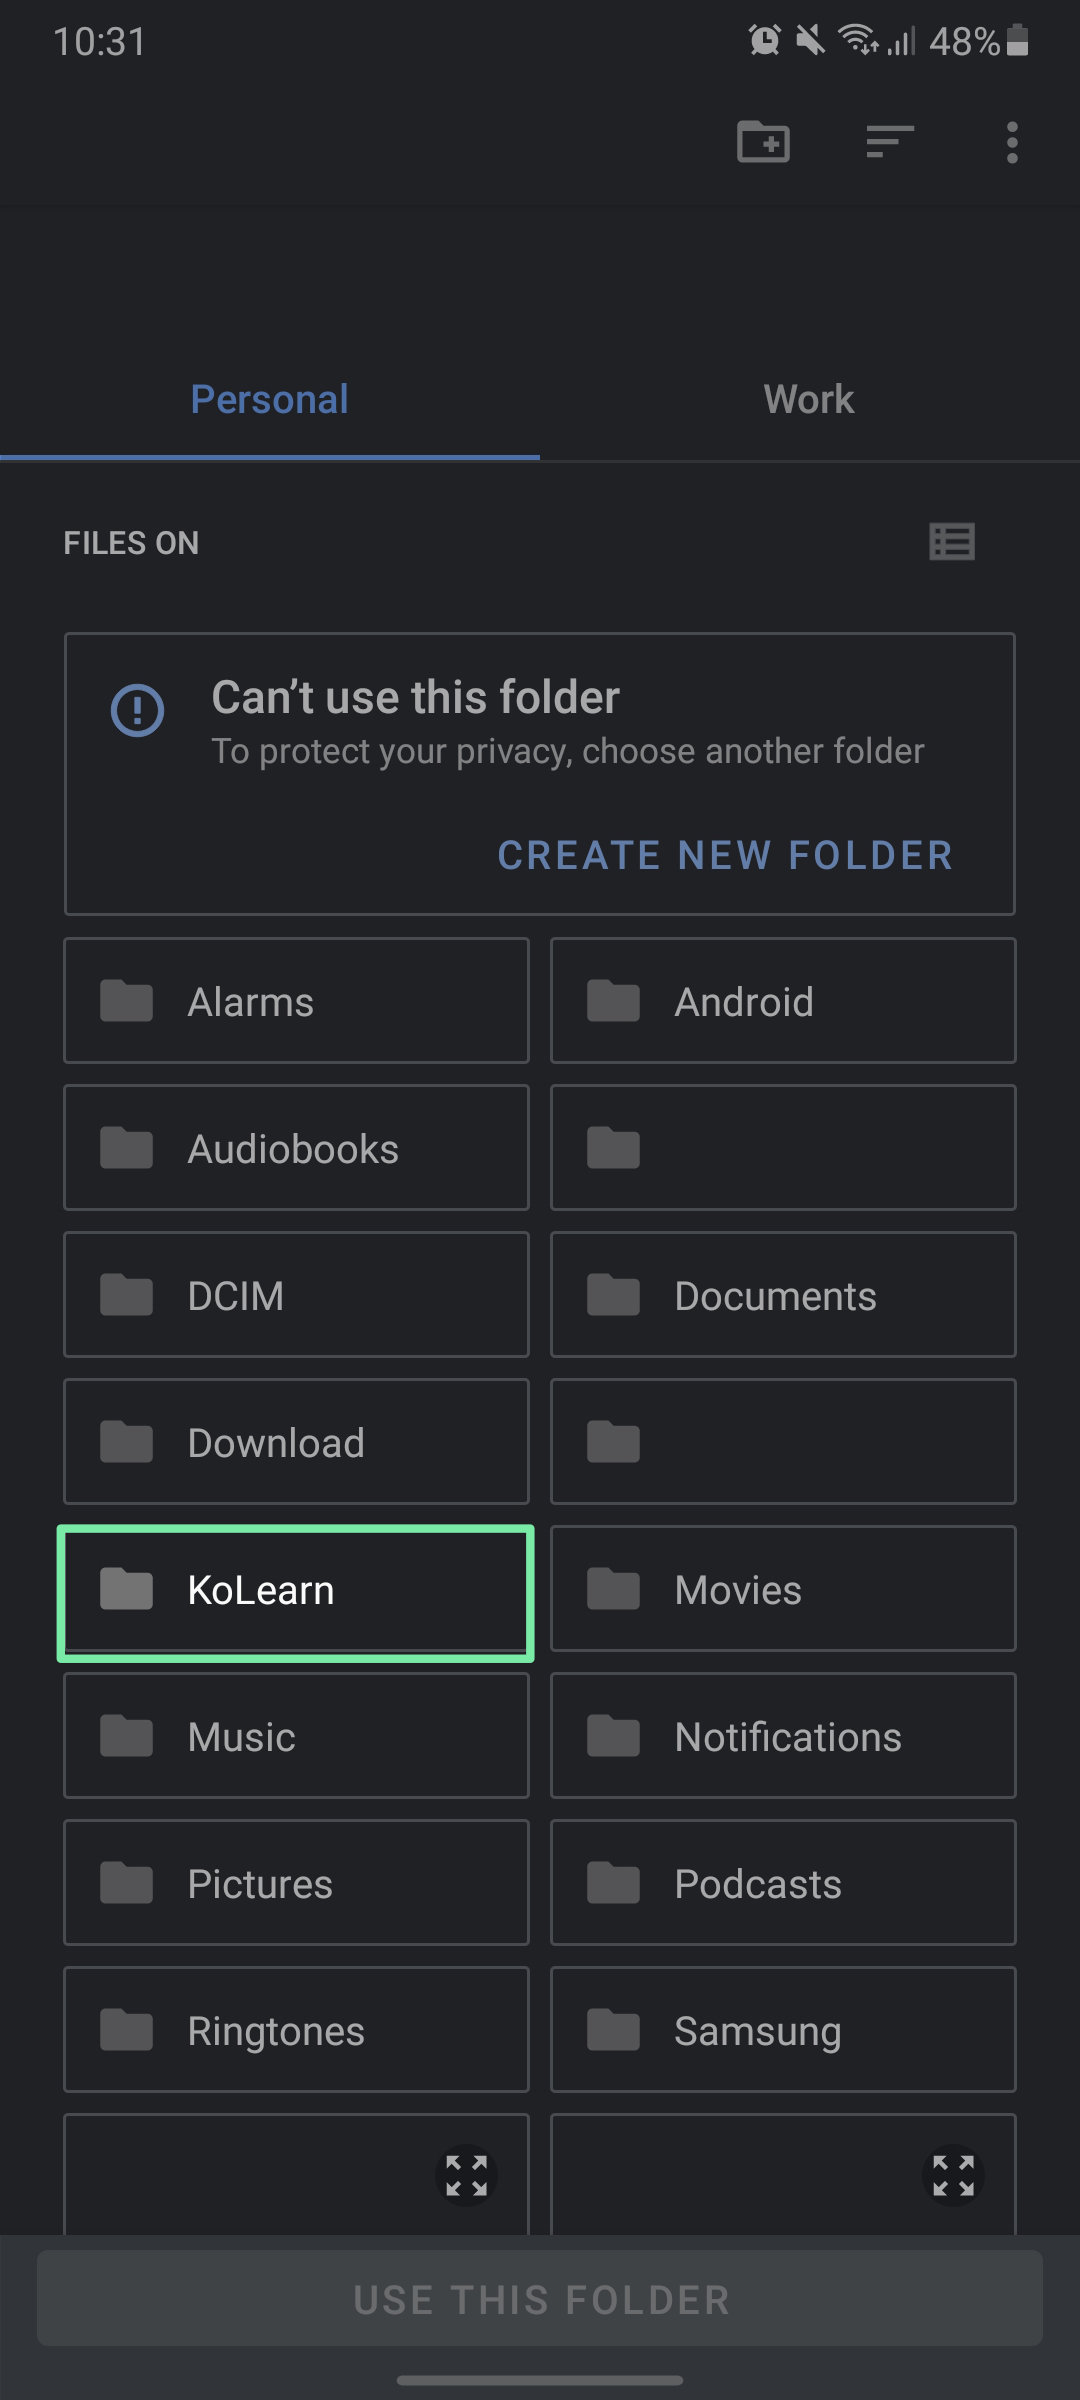 10:31
48%
Personal
Work
FILES ON
Can’t use this folder
To protect your privacy, choose another folder
CREATE NEW FOLDER
Alarms
Android
Audiobooks
DCIM
Documents
Download
KoLearn
Movies
Music
Notifications
Pictures
Podcasts
Ringtones
Samsung
USE THIS FOLDER